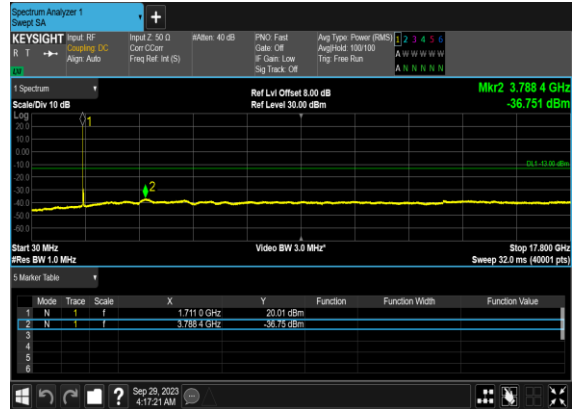 Spectrum Analyzer 1
Swept SA
+
KEYSIGHT Input: RF Input Z: 50 Ω #Atten: 40 dB PNO: Fast Avg Type: Power (RMS) 1 2 3 4 5 6
R T Coupling: DC Corr CCorr Gate: Off Avg|Hold: 100/100 A W W W W W
Align: Auto Freq Ref: Int (S) IF Gain: Low Trig: Free Run
Sig Track: Off A N N N N N
1 Spectrum Ref Lvl Offset 8.00 dB Mkr2 3.788 4 GHz
Scale/Div 10 dB Ref Level 30.00 dBm -36.751 dBm
Log
1
20.0
10.0
0.00
-10.0
DL1 -13.00 dBm
-20.0
-30.0
2
-40.0
-50.0
-60.0
Start 30 MHz Video BW 3.0 MHz* Stop 17.800 GHz
#Res BW 1.0 MHz Sweep 32.0 ms (40001 pts)
5 Marker Table
Mode Trace Scale X Y Function Function Width Function Value
1 N 1 f 1.711 0 GHz 20.01 dBm
2 N 1 f 3.788 4 GHz -36.75 dBm
3
4
5
6
? Sep 29, 2023
4:17:21 AM